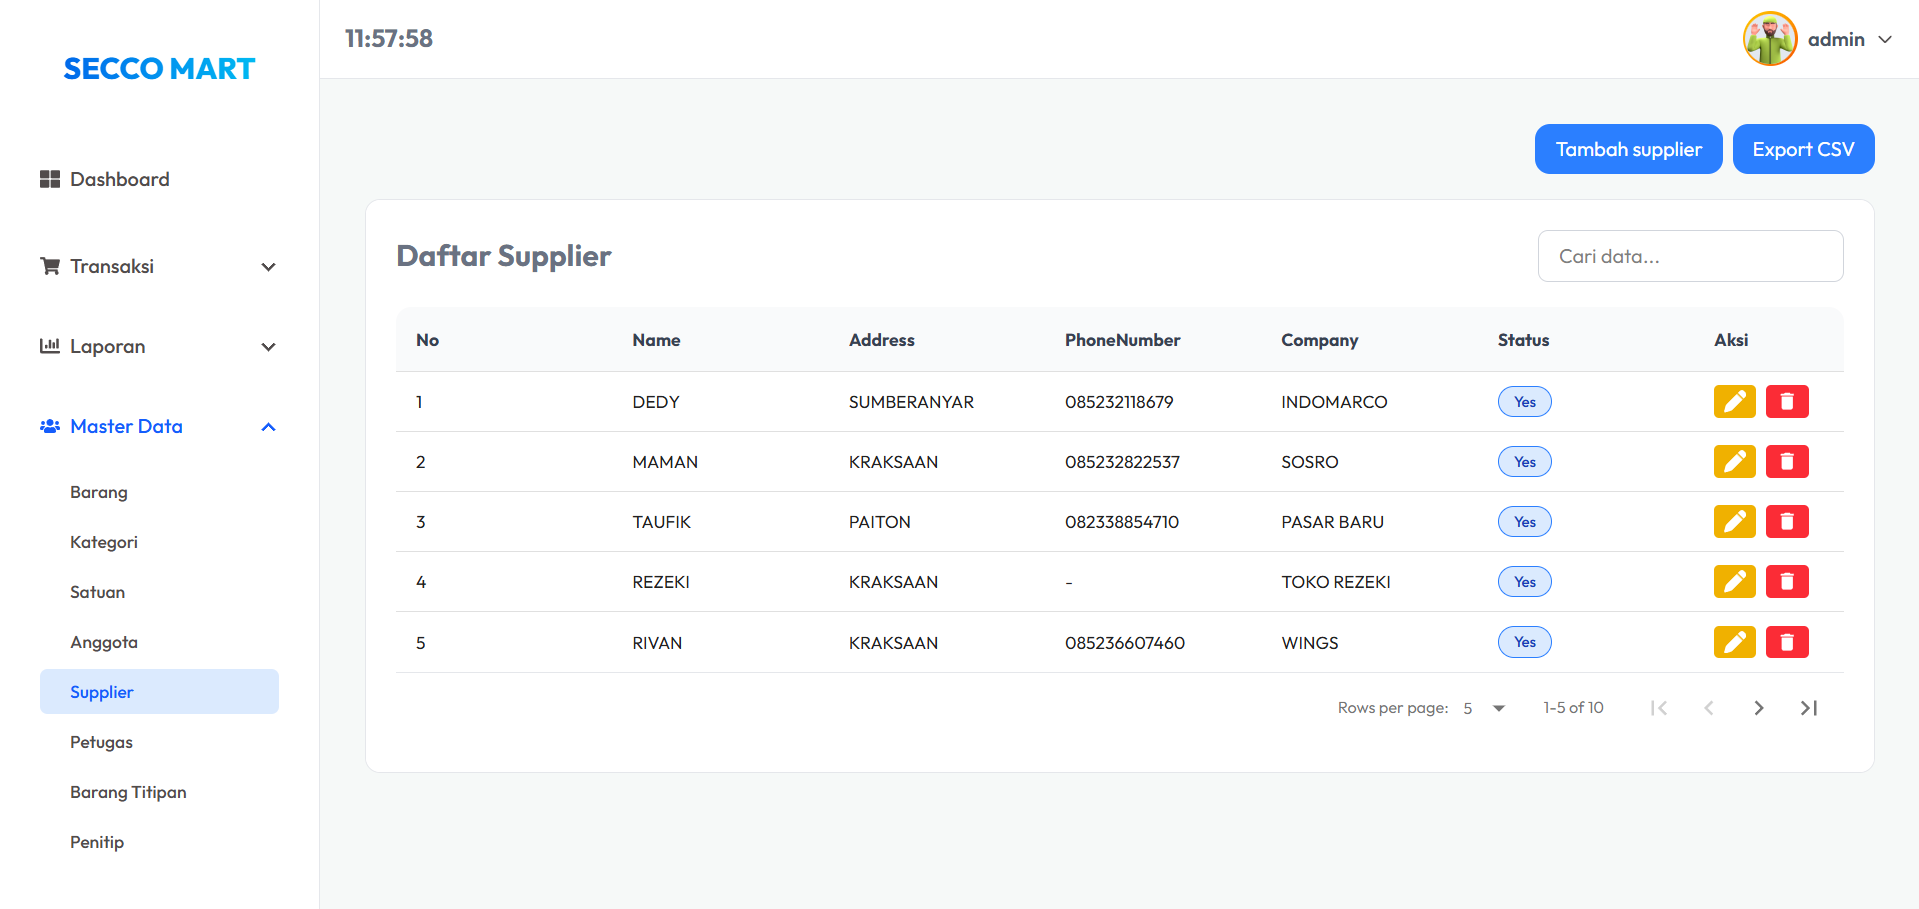 SECCO MART
11:57:58
admin
Dashboard
Transaksi
Laporan
Master Data
Barang
Kategori
Satuan
Anggota
Supplier
Petugas
Barang Titipan
Penitip
Tambah supplier
Export CSV
Daftar Supplier
Cari data...
No Name Address PhoneNumber Company Status Aksi
1 DEDY SUMBERANYAR 085232118679 INDOMARCO Yes
2 MAMAN KRAKSAAN 085232822537 SOSRO Yes
3 TAUFIK PAITON 082338854710 PASAR BARU Yes
4 REZEKI KRAKSAAN - TOKO REZEKI Yes
5 RIVAN KRAKSAAN 085236607460 WINGS Yes
Rows per page: 5 1-5 of 10